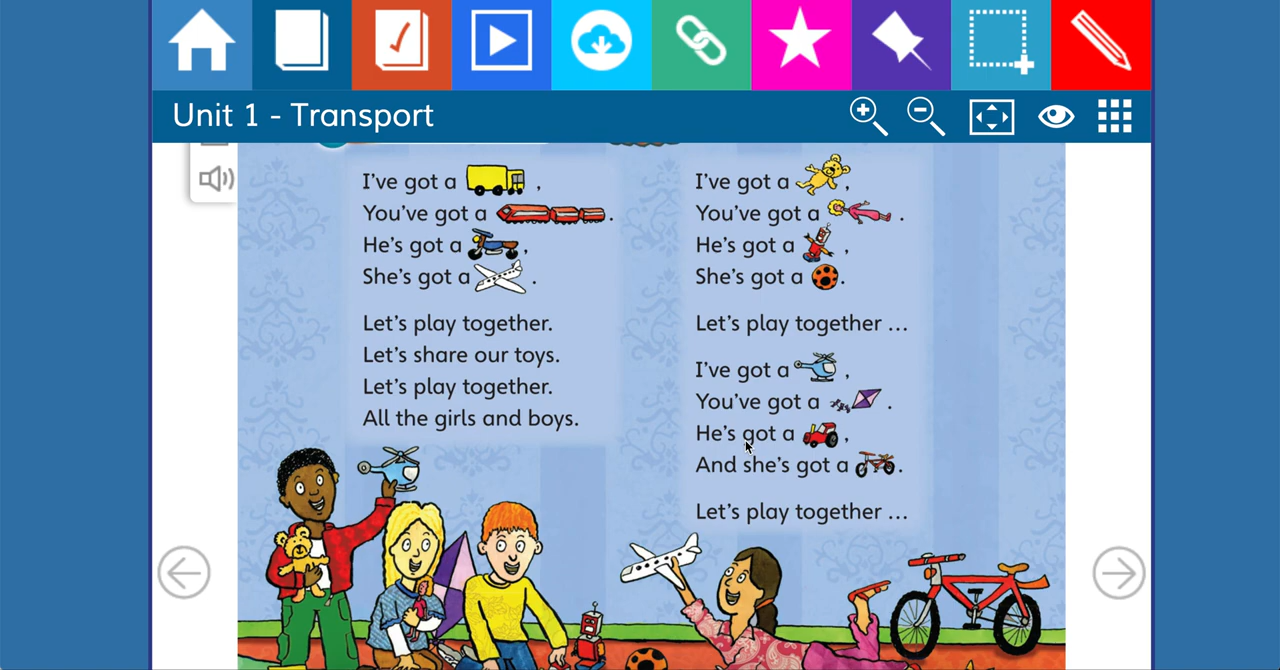 Unit 1 - Transport
I've got a ,
You've got a .
He's got a ,
She's got a .
Let's play together.
Let's share our toys.
Let's play together.
All the girls and boys.
I've got a ,
You've got a .
He's got a ,
She's got a .
Let's play together ...
I've got a ,
You've got a .
He's got a ,
And she's got a .
Let's play together ...